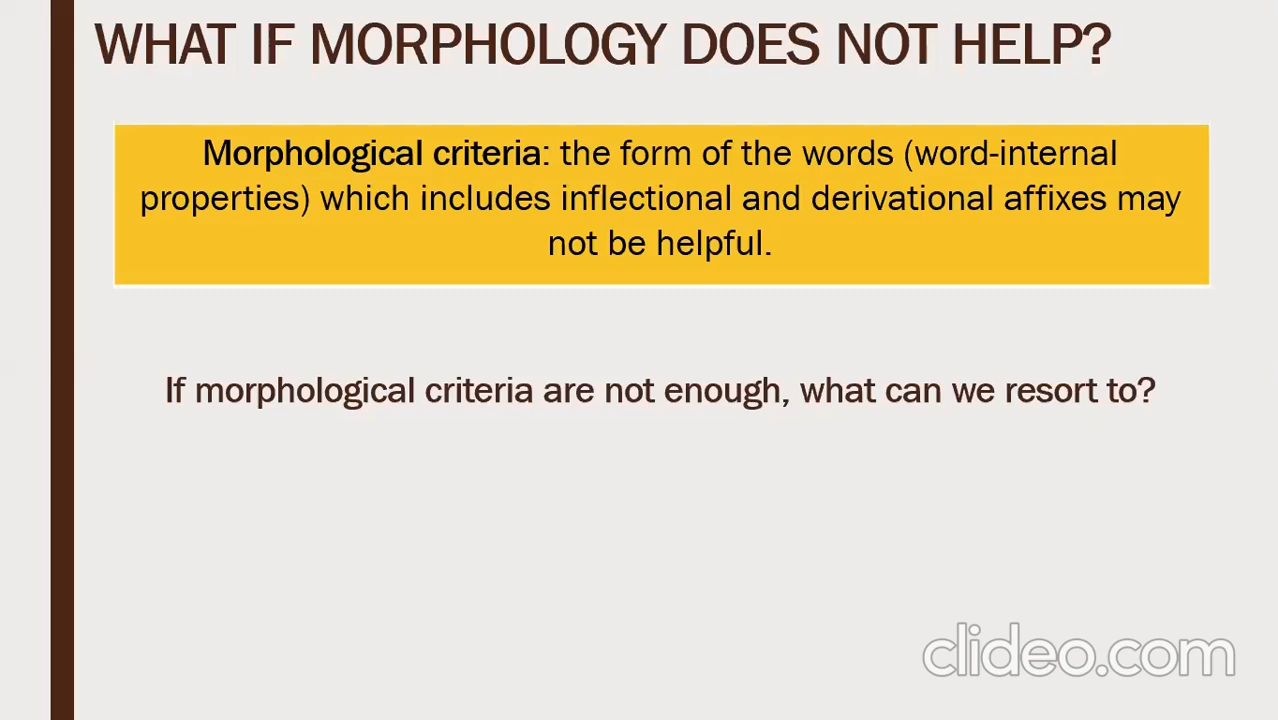 WHAT IF MORPHOLOGY DOES NOT HELP?
Morphological criteria: the form of the words (word-internal
properties) which includes inflectional and derivational affixes may
not be helpful.
If morphological criteria are not enough, what can we resort to?
clideo.com